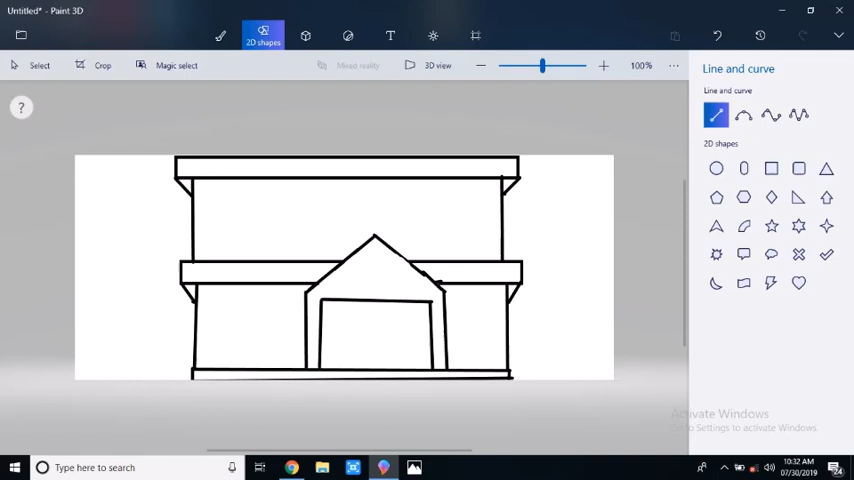 Untitled* - Paint 3D
2D shapes
T
Select
Crop
Magic select
Mixed reality
3D view
100%
Line and curve
?
Line and curve
2D shapes
Activate Windows
Go to Settings to activate Windows.
Type here to search
10:32 AM
07/30/2019
24